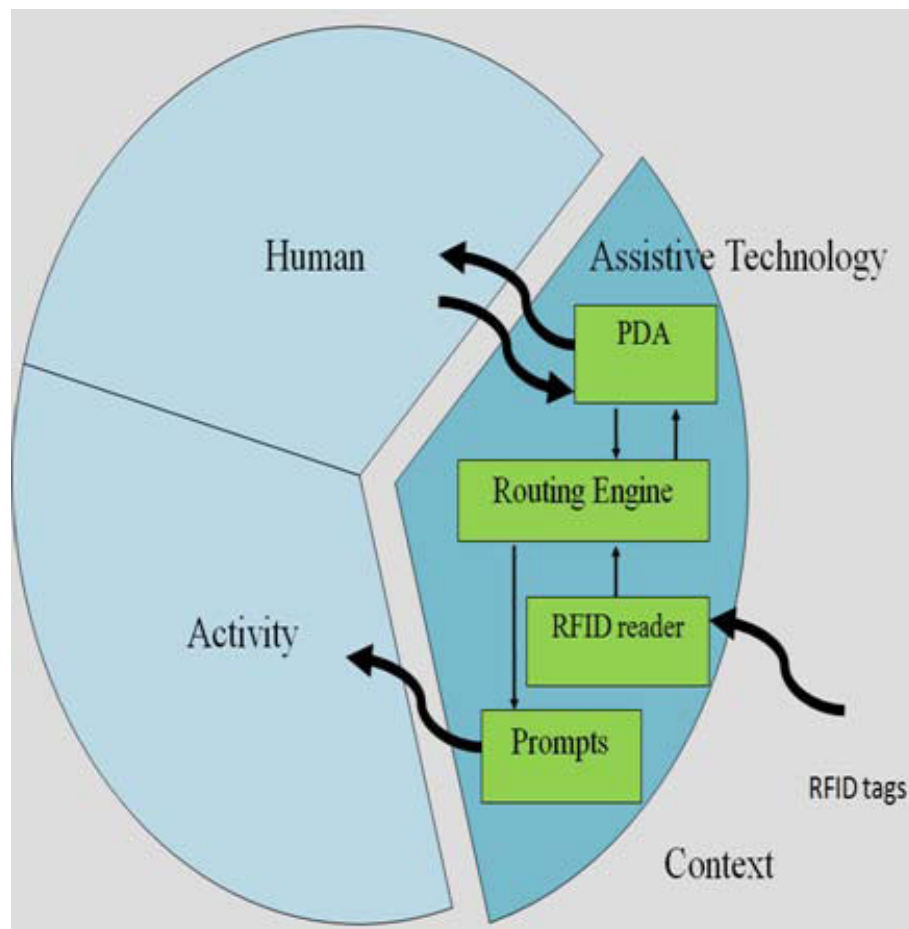 Human
Assistive Technology
PDA
Routing Engine
RFID reader
Activity
Prompts
RFID tags
Context